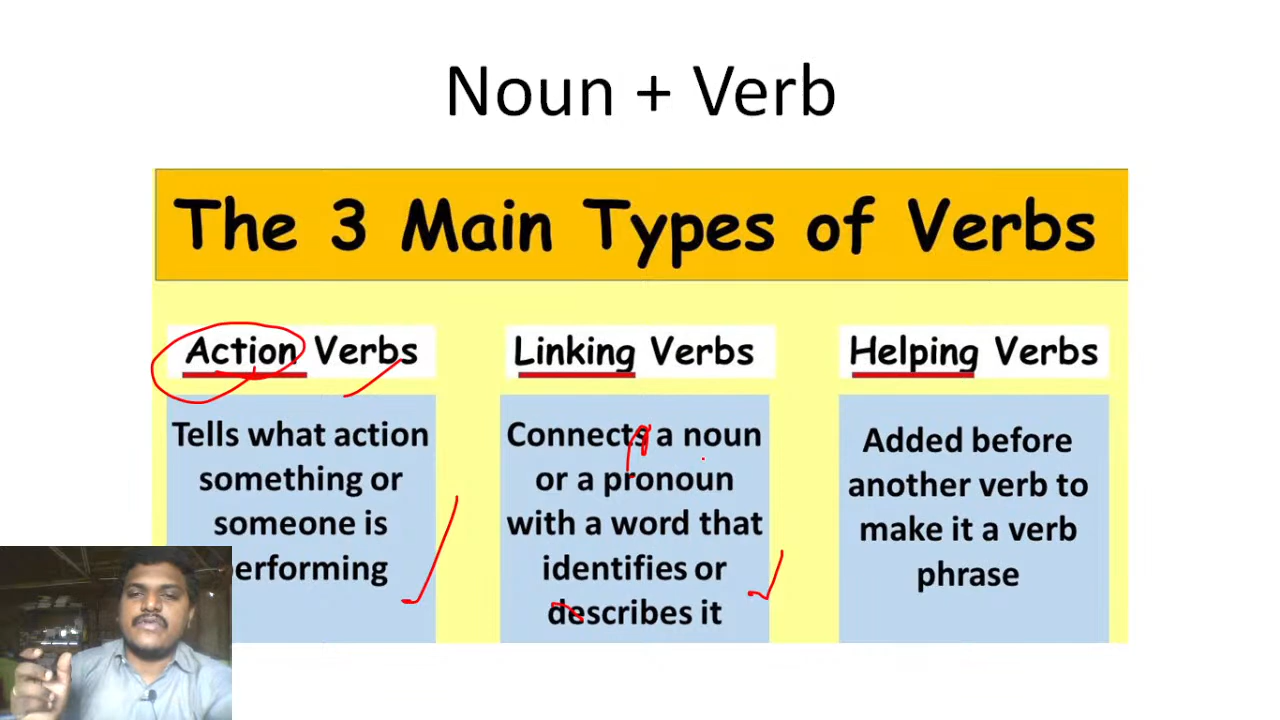 Noun + Verb
The 3 Main Types of Verbs
Action Verbs
Tells what action
something or
someone is
performing
Linking Verbs
Connects a noun
or a pronoun
with a word that
identifies or
describes it
Helping Verbs
Added before
another verb to
make it a verb
phrase